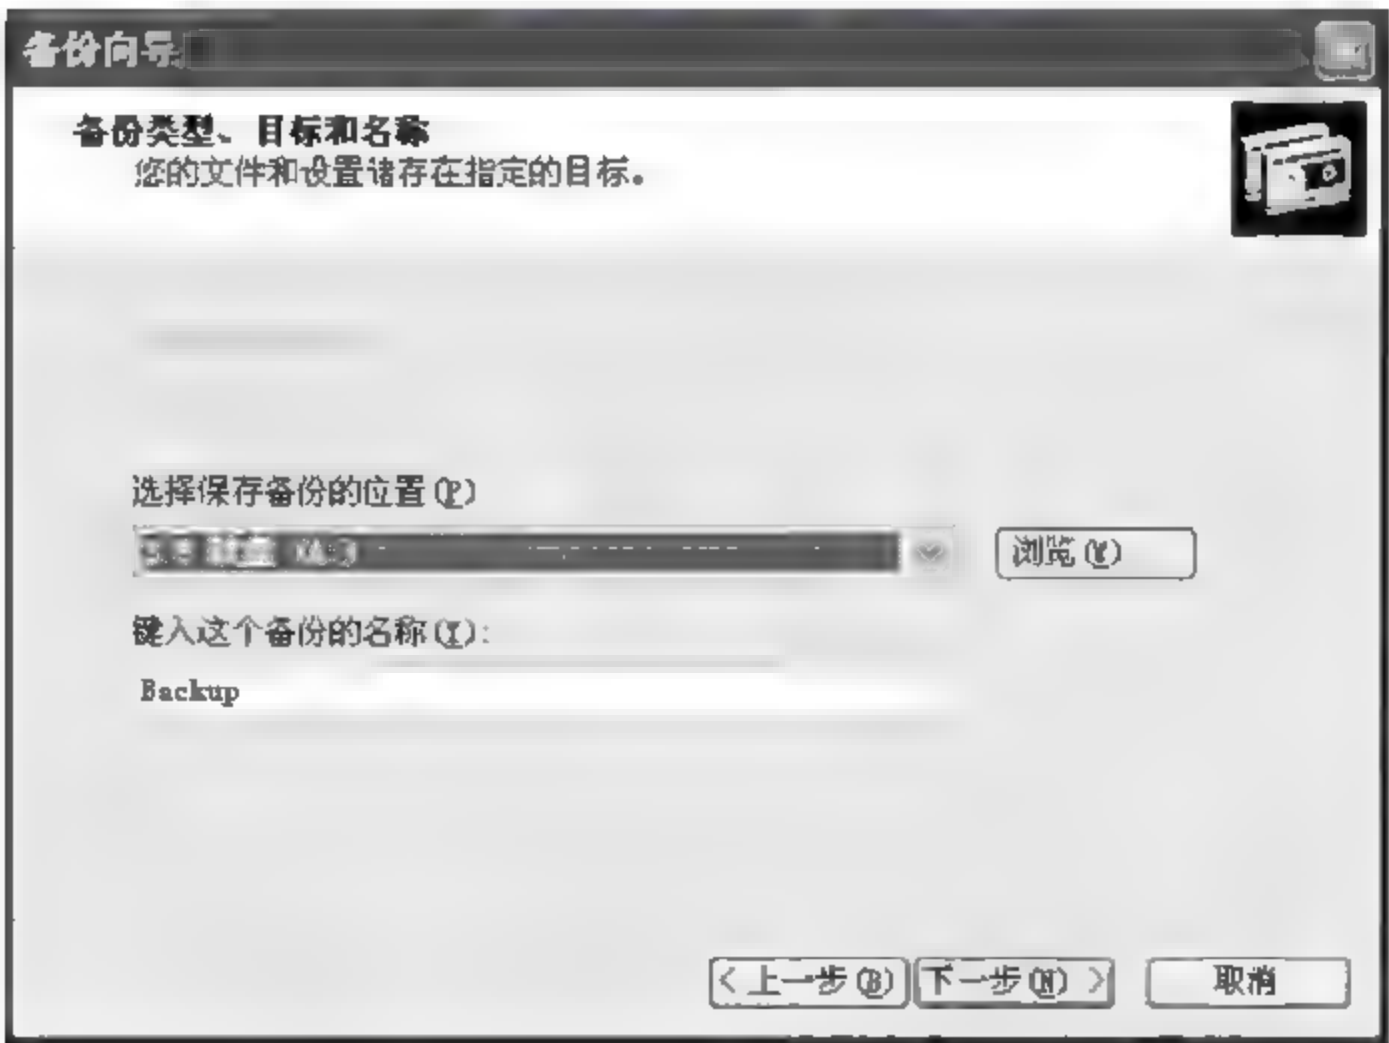 备份向导
备份类型、目标和名称
您的文件和设置储存在指定的目标。
选择保存备份的位置(P)
浏览(W)
键入这个备份的名称(Y):
Backup
<上一步(B)
下一步(N) >
取消